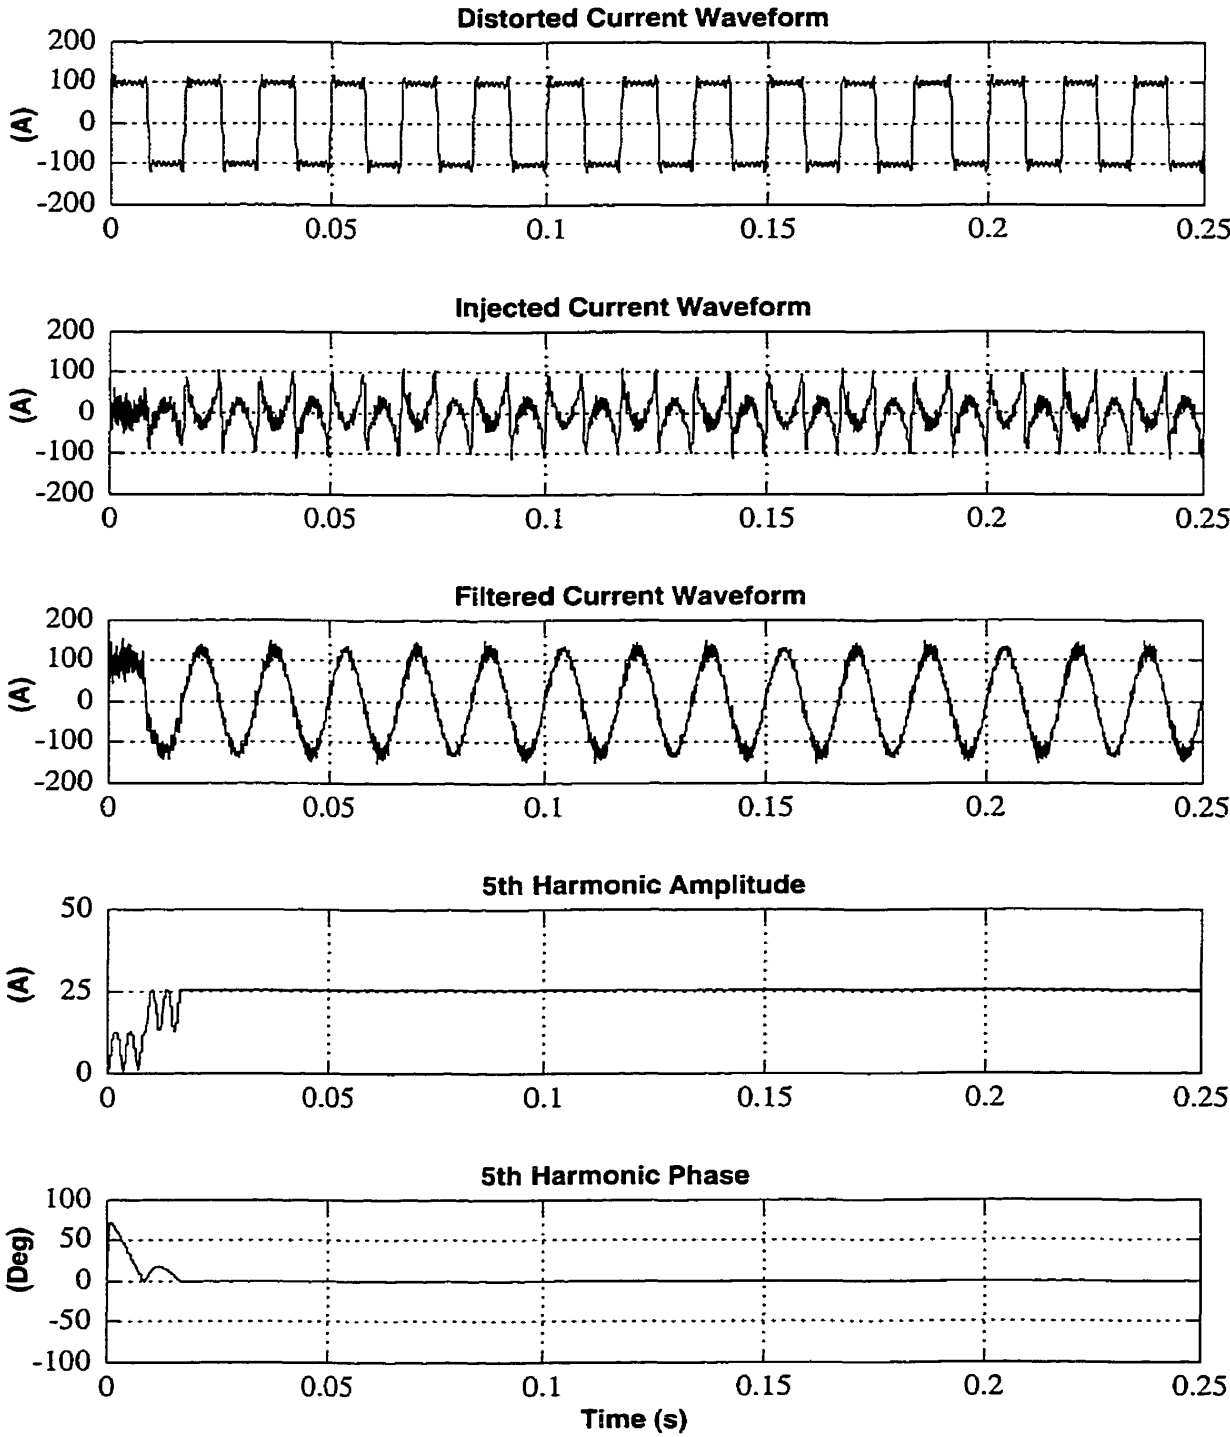 Distorted Current Waveform
200
100
0
-100
-200
(A)
0 0.05 0.1 0.15 0.2 0.25
Injected Current Waveform
200
100
0
-100
-200
(A)
0 0.05 0.1 0.15 0.2 0.25
Filtered Current Waveform
200
100
0
-100
-200
(A)
0 0.05 0.1 0.15 0.2 0.25
5th Harmonic Amplitude
50
25
0
(A)
0 0.05 0.1 0.15 0.2 0.25
5th Harmonic Phase
100
50
0
-50
-100
(Deg)
0 0.05 0.1 0.15 0.2 0.25
Time (s)